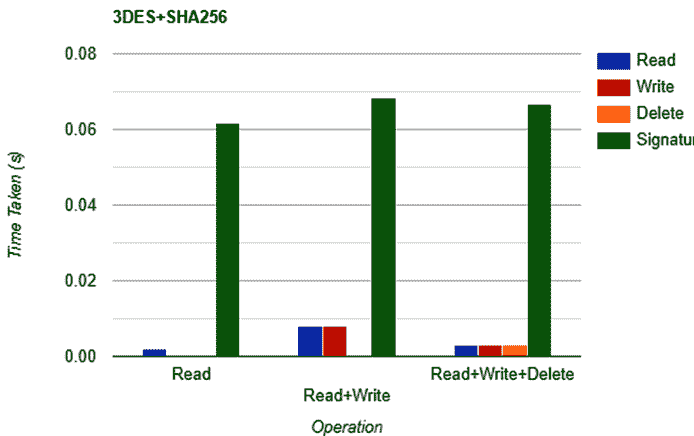 3DES+SHA256
0.08
0.06
0.04
0.02
0.00
Time Taken (s)
Read
Read+Write
Read+Write+Delete
Operation
Read
Write
Delete
Signatur